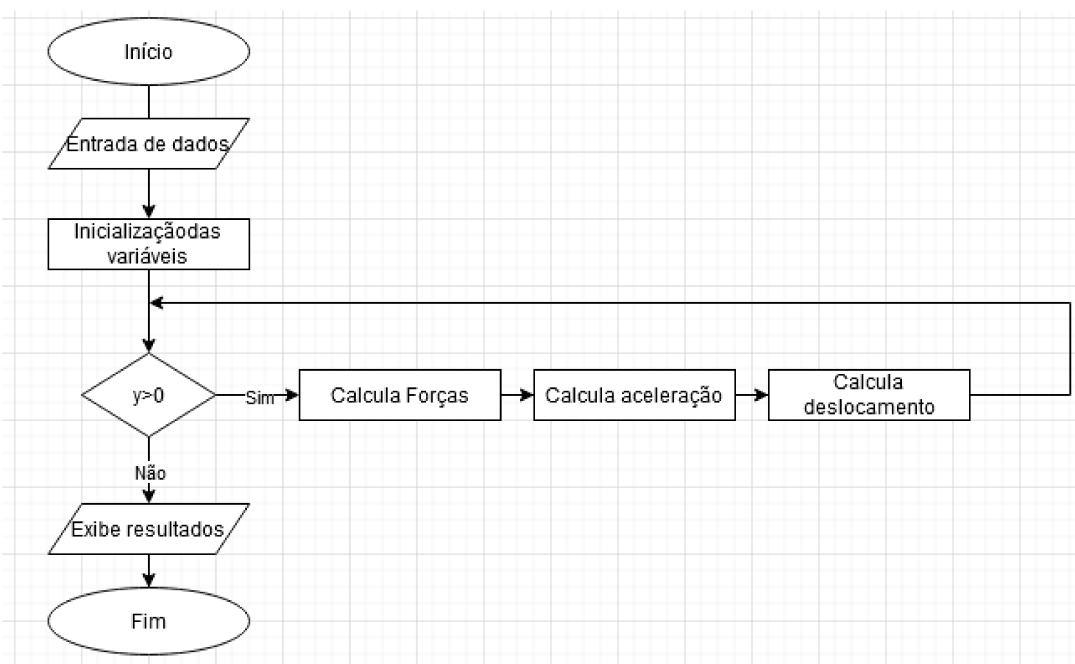 Início
Entrada de dados
Inicializaçãodas
variáveis
y>0
Sim
Calcula Forças
Calcula aceleração
Calcula
deslocamento
Não
Exibe resultados
Fim